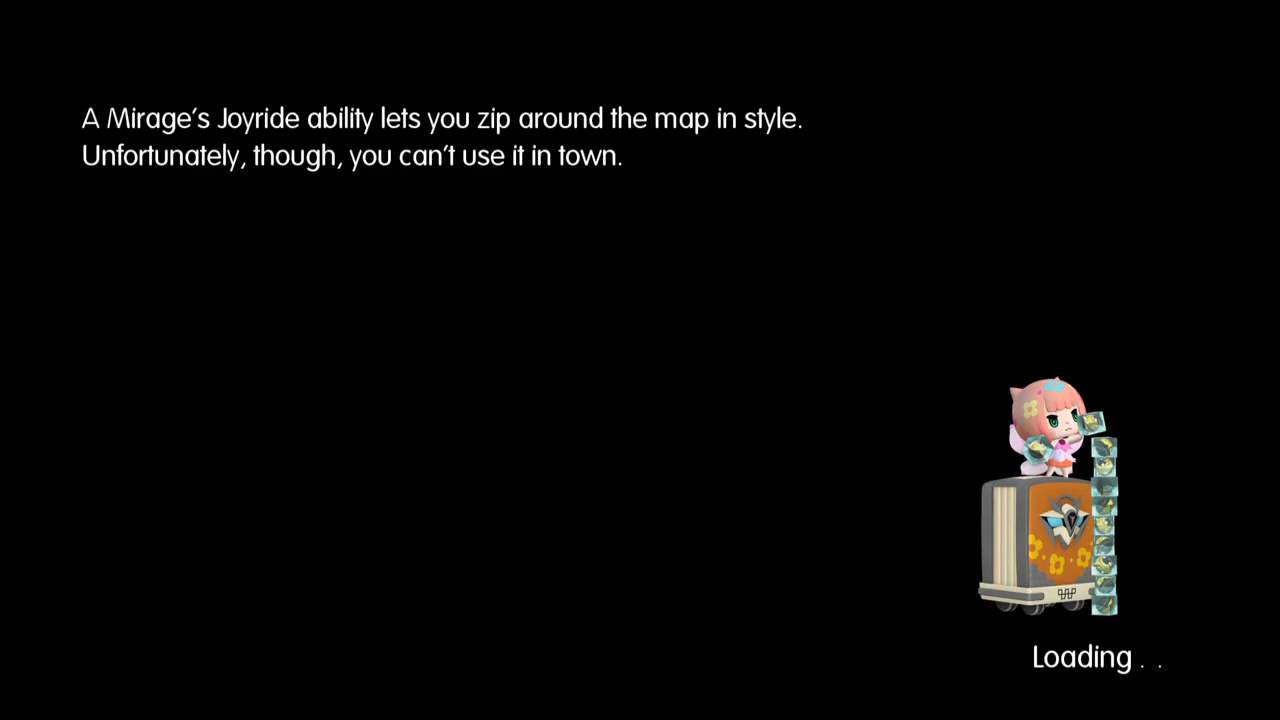 A Mirage's Joyride ability lets you zip around the map in style.
Unfortunately, though, you can't use it in town.
Loading . .